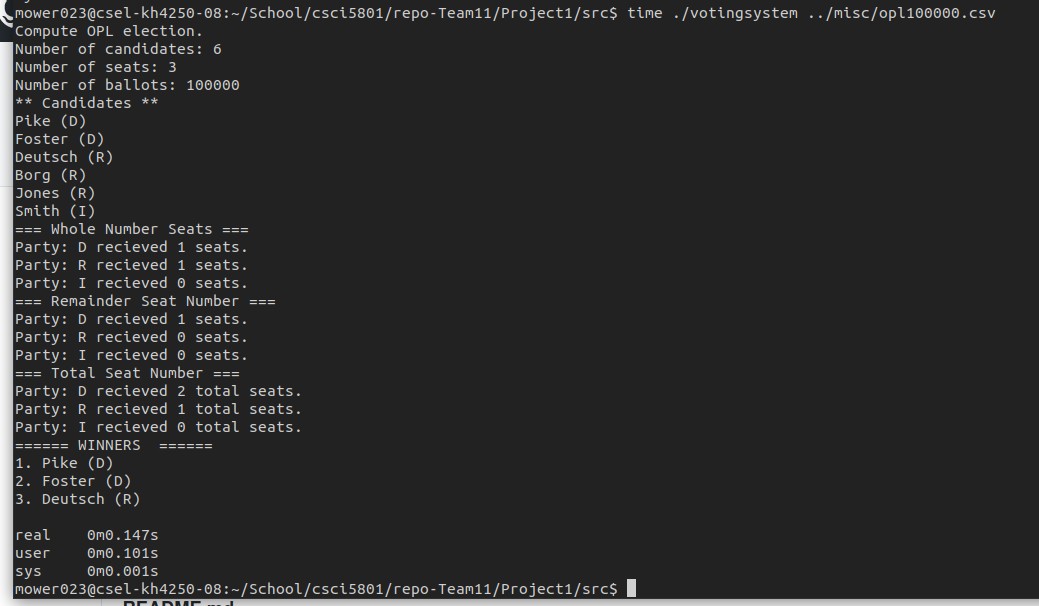 mower023@csel-kh4250-08:~/School/csci5801/repo-Team11/Project1/src$ time ./votingsystem ../misc/opl100000.csv
Compute OPL election.
Number of candidates: 6
Number of seats: 3
Number of ballots: 100000
** Candidates **
Pike (D)
Foster (D)
Deutsch (R)
Borg (R)
Jones (R)
Smith (I)
=== Whole Number Seats ===
Party: D recieved 1 seats.
Party: R recieved 1 seats.
Party: I recieved 0 seats.
=== Remainder Seat Number ===
Party: D recieved 1 seats.
Party: R recieved 0 seats.
Party: I recieved 0 seats.
=== Total Seat Number ===
Party: D recieved 2 total seats.
Party: R recieved 1 total seats.
Party: I recieved 0 total seats.
====== WINNERS  ======
1. Pike (D)
2. Foster (D)
3. Deutsch (R)
real    0m0.147s
user    0m0.101s
sys     0m0.001s
mower023@csel-kh4250-08:~/School/csci5801/repo-Team11/Project1/src$
README.md